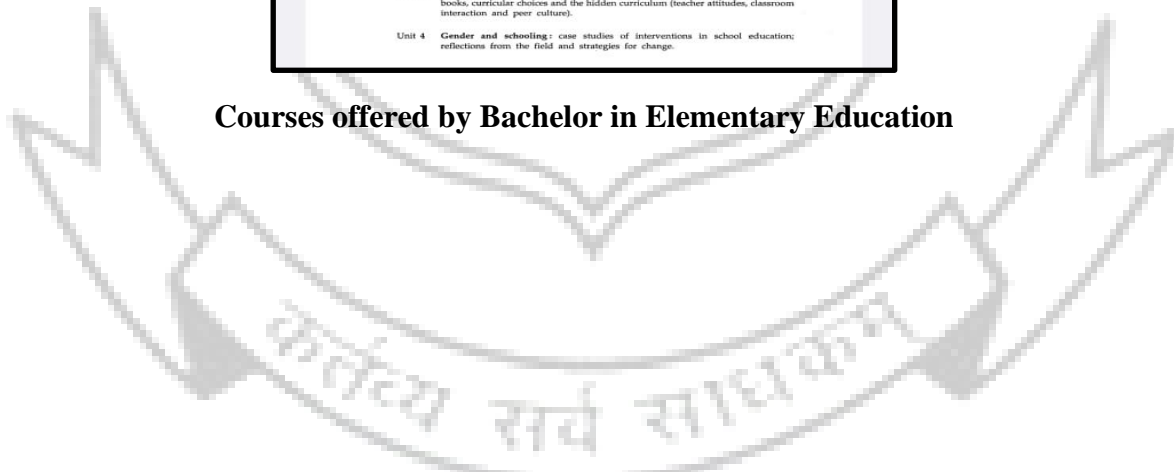 books, curricular choices and the hidden curriculum (teacher attitudes, classroom
interaction and peer culture).
Unit 4 Gender and schooling: case studies of interventions in school education;
reflections from the field and strategies for change.
Courses offered by Bachelor in Elementary Education
कर्तव्य सर्व साधकम्